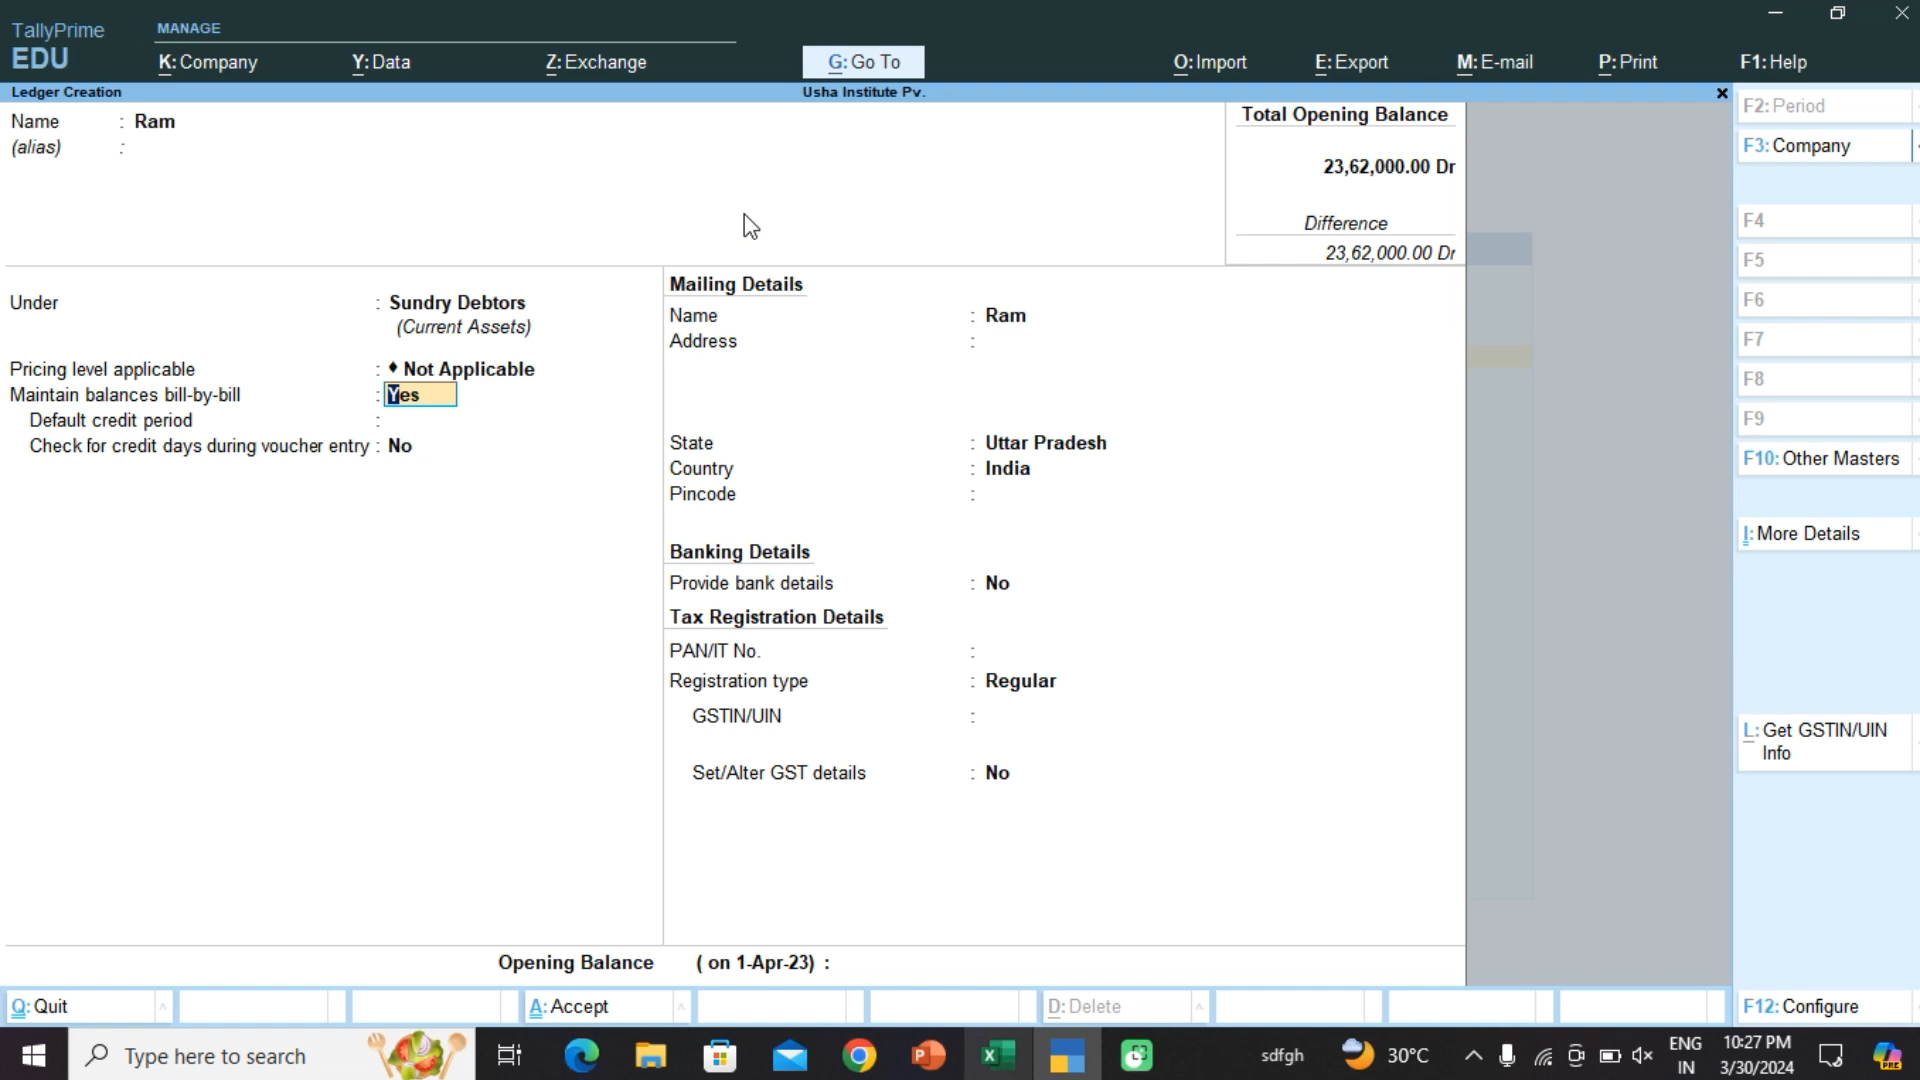 TallyPrime
EDU
MANAGE
K: Company
Y: Data
Z: Exchange
G: Go To
O: Import
E: Export
M: E-mail
P: Print
F1: Help
Ledger Creation
Usha Institute Pv.
Name : Ram
(alias) :
Total Opening Balance
23,62,000.00 Dr
Difference
23,62,000.00 Dr
Under : Sundry Debtors
(Current Assets)
Pricing level applicable : ♦ Not Applicable
Maintain balances bill-by-bill : Yes
Default credit period :
Check for credit days during voucher entry : No
Mailing Details
Name : Ram
Address :
State : Uttar Pradesh
Country : India
Pincode :
Banking Details
Provide bank details : No
Tax Registration Details
PAN/IT No. :
Registration type : Regular
GSTIN/UIN :
Set/Alter GST details : No
Opening Balance ( on 1-Apr-23) :
F2: Period
F3: Company
F4
F5
F6
F7
F8
F9
F10: Other Masters
I: More Details
L: Get GSTIN/UIN
Info
F12: Configure
Q: Quit
A: Accept
D: Delete
Type here to search
sdfgh
30°C
ENG
IN
10:27 PM
3/30/2024
PRE